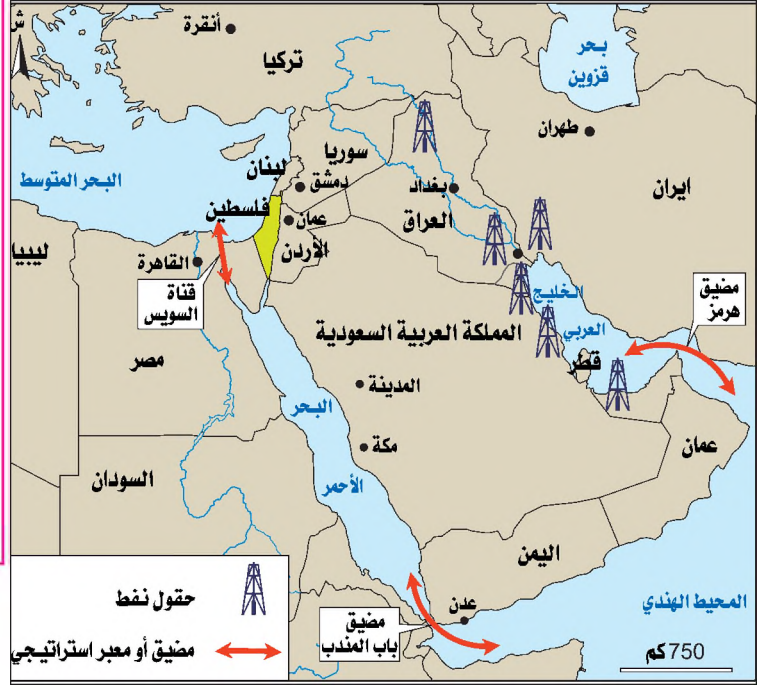 ش
أنقرة
تركيا
بحر
قزوين
طهران
ايران
سوريا
لبنان
دمشق
البحر المتوسط
بغداد
العراق
فلسطين
عمان
الأردن
ليبيا
القاهرة
قناة
السويس
مصر
الخليج
العربي
مضيق
هرمز
المملكة العربية السعودية
قطر
المدينة
البحر
الأحمر
مكة
عمان
السودان
اليمن
عدن
مضيق
باب المندب
المحيط الهندي
حقول نفط
مضيق أو معبر استراتيجي
750 كم